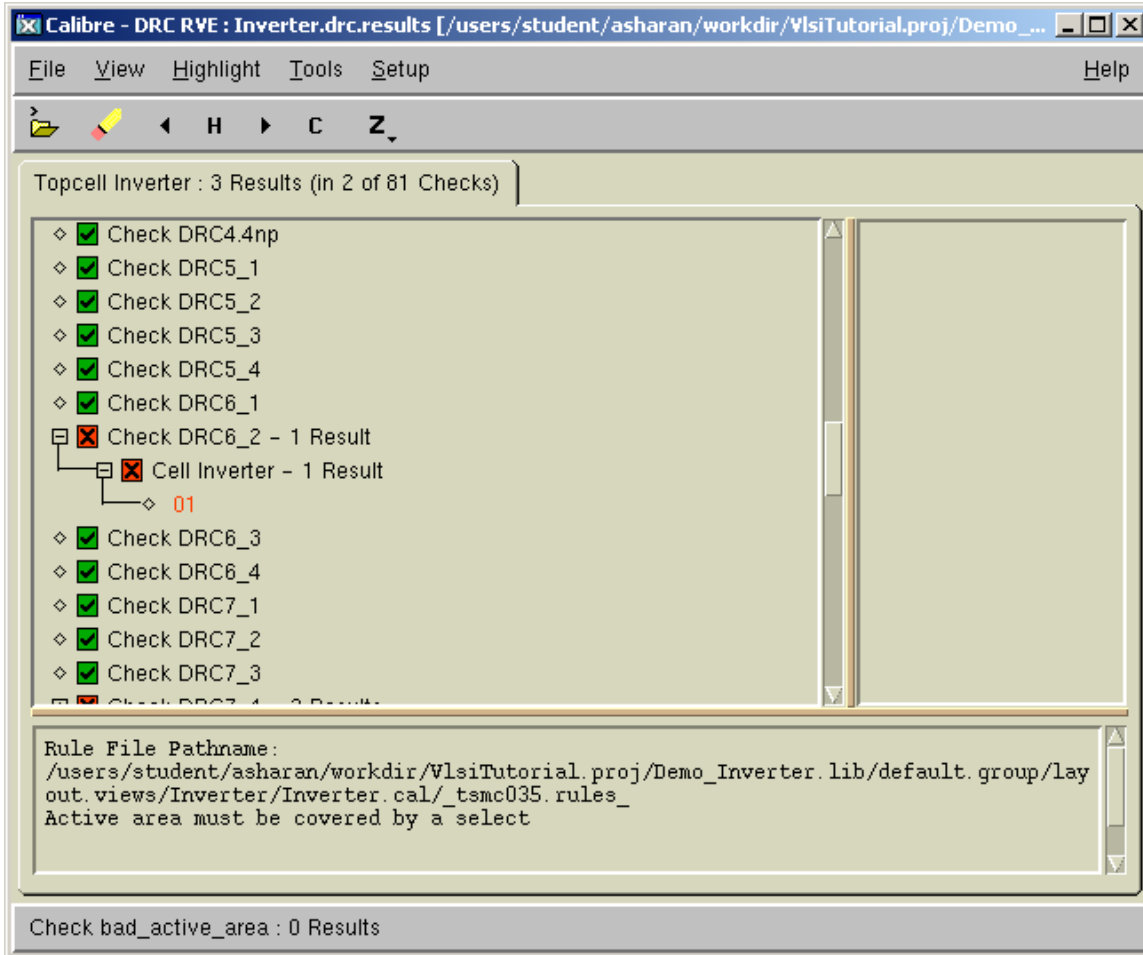 Calibre - DRC RVE : Inverter.drc.results [/users/student/asharan/workdir/VlsiTutorial.proj/Demo_...
File View Highlight Tools Setup Help
H C Z
Topcell Inverter : 3 Results (in 2 of 81 Checks)
Check DRC4.4np
Check DRC5_1
Check DRC5_2
Check DRC5_3
Check DRC5_4
Check DRC6_1
Check DRC6_2 – 1 Result
Cell Inverter – 1 Result
01
Check DRC6_3
Check DRC6_4
Check DRC7_1
Check DRC7_2
Check DRC7_3
Check DRC7_4 – 2 Results
Rule File Pathname:
/users/student/asharan/workdir/VlsiTutorial.proj/Demo_Inverter.lib/default.group/lay
out.views/Inverter/Inverter.cal/_tsmc035.rules_
Active area must be covered by a select
Check bad_active_area : 0 Results